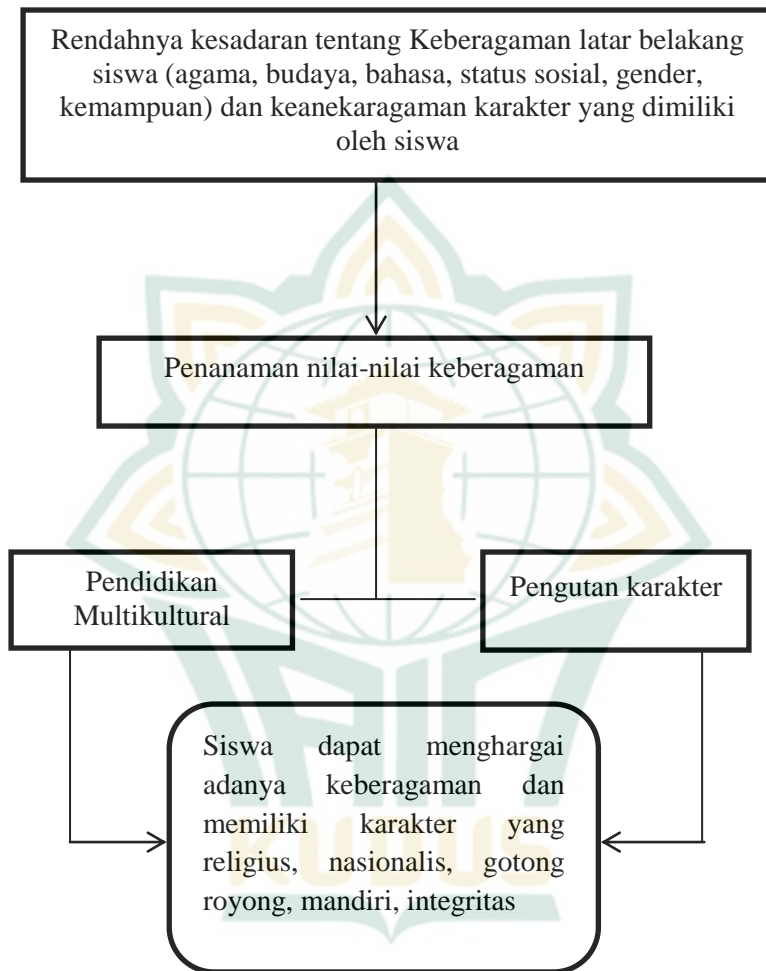 Rendahnya kesadaran tentang Keberagaman latar belakang
siswa (agama, budaya, bahasa, status sosial, gender,
kemampuan) dan keanekaragaman karakter yang dimiliki
oleh siswa
Penanaman nilai-nilai keberagaman
Pendidikan
Multikultural
Pengutan karakter
Siswa dapat menghargai
adanya keberagaman dan
memiliki karakter yang
religius, nasionalis, gotong
royong, mandiri, integritas
KUDUS